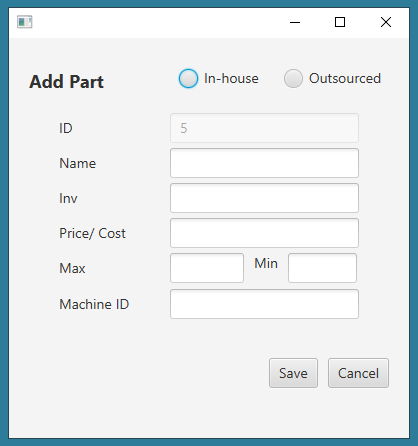 Add Part In-house Outsourced
ID 5
Name
Inv
Price/ Cost
Max Min
Machine ID
Save Cancel